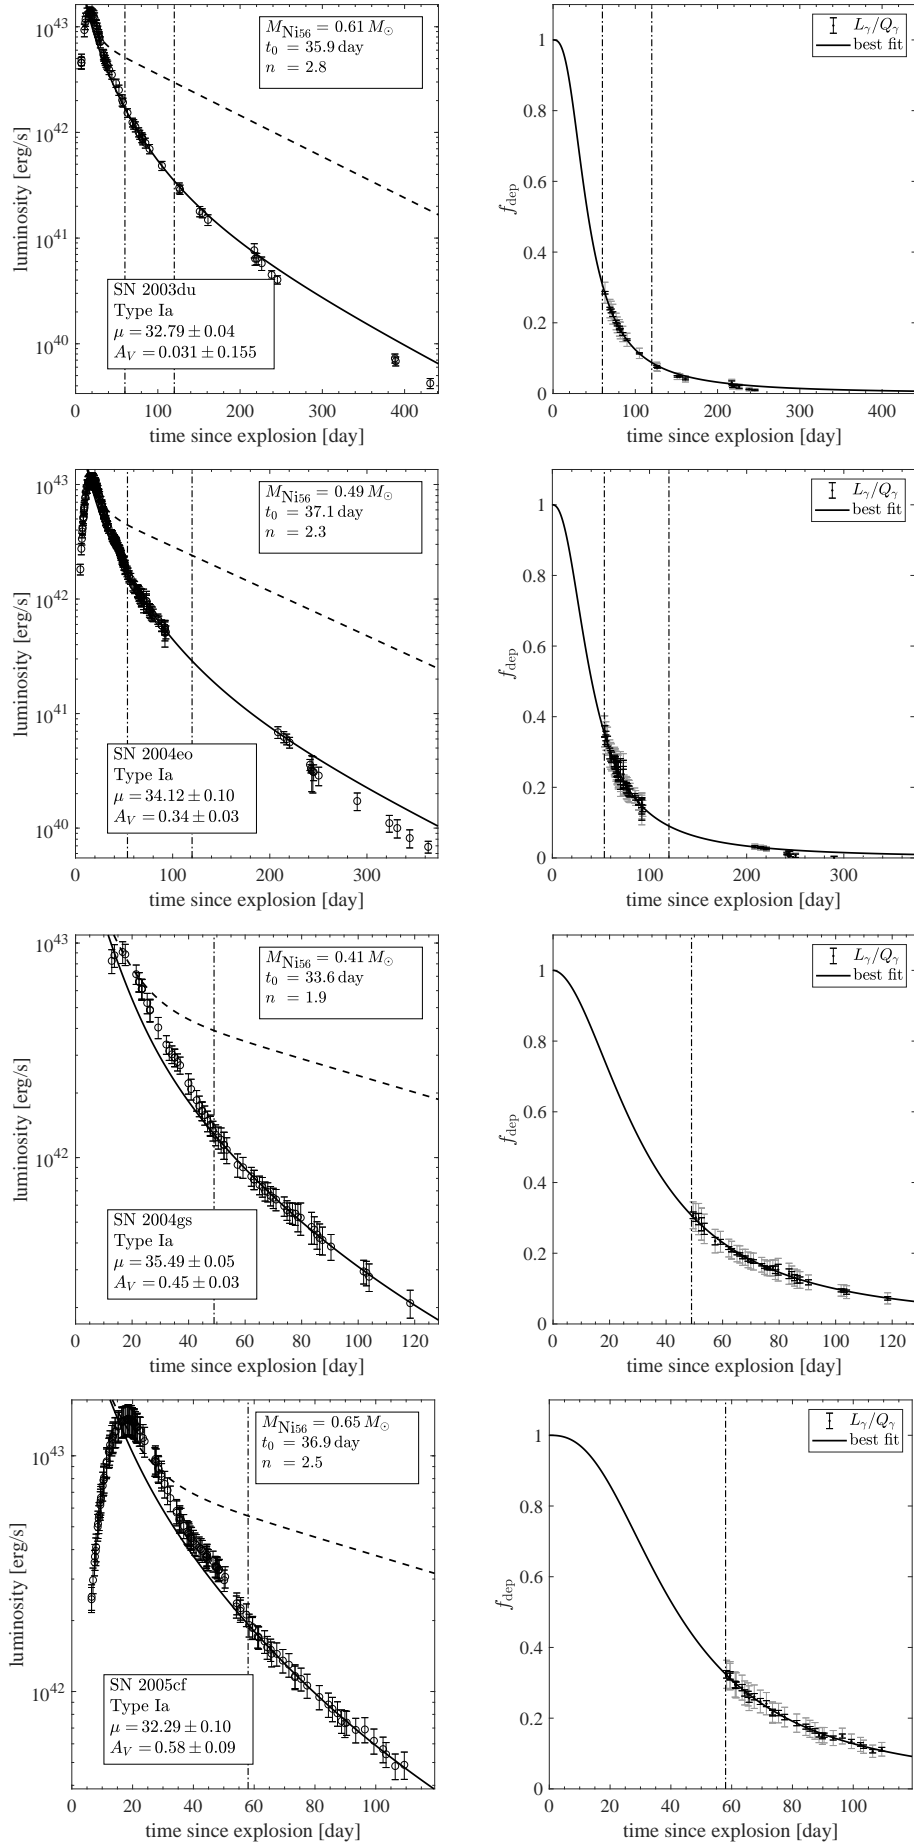 10^43
10^42
10^41
10^40
luminosity [erg/s]
M_Ni56 = 0.61 M_⊙
t_0 = 35.9 day
n = 2.8
SN 2003du
Type Ia
μ = 32.79 ± 0.04
A_V = 0.031 ± 0.155
0 100 200 300 400
time since explosion [day]
1
0.8
0.6
0.4
0.2
0
f_dep
L_γ/Q_γ
best fit
0 100 200 300 400
time since explosion [day]
10^43
10^42
10^41
10^40
luminosity [erg/s]
M_Ni56 = 0.49 M_⊙
t_0 = 37.1 day
n = 2.3
SN 2004eo
Type Ia
μ = 34.12 ± 0.10
A_V = 0.34 ± 0.03
0 100 200 300
time since explosion [day]
1
0.8
0.6
0.4
0.2
0
f_dep
L_γ/Q_γ
best fit
0 100 200 300
time since explosion [day]
10^43
10^42
luminosity [erg/s]
M_Ni56 = 0.41 M_⊙
t_0 = 33.6 day
n = 1.9
SN 2004gs
Type Ia
μ = 35.49 ± 0.05
A_V = 0.45 ± 0.03
0 20 40 60 80 100 120
time since explosion [day]
1
0.8
0.6
0.4
0.2
0
f_dep
L_γ/Q_γ
best fit
0 20 40 60 80 100 120
time since explosion [day]
10^43
10^42
luminosity [erg/s]
M_Ni56 = 0.65 M_⊙
t_0 = 36.9 day
n = 2.5
SN 2005cf
Type Ia
μ = 32.29 ± 0.10
A_V = 0.58 ± 0.09
0 20 40 60 80 100
time since explosion [day]
1
0.8
0.6
0.4
0.2
0
f_dep
L_γ/Q_γ
best fit
0 20 40 60 80 100
time since explosion [day]